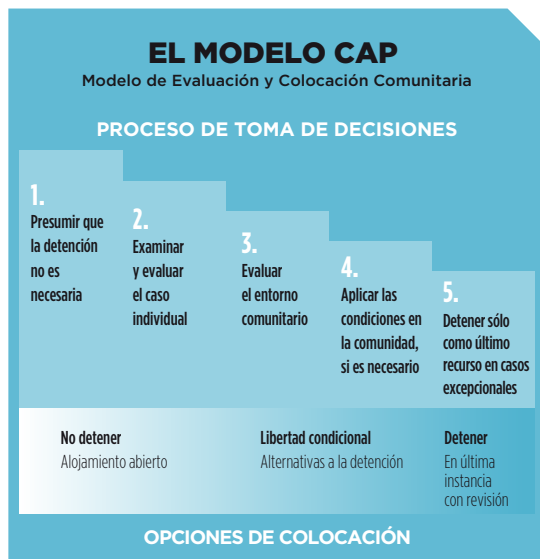 EL MODELO CAP
Modelo de Evaluación y Colocación Comunitaria
PROCESO DE TOMA DE DECISIONES
1.
Presumir que
la detención
no es
necesaria
2.
Examinar
y evaluar
el caso
individual
3.
Evaluar
el entorno
comunitario
4.
Aplicar las
condiciones en
la comunidad,
si es necesario
5.
Detener sólo
como último
recurso en casos
excepcionales
No detener
Alojamiento abierto
Libertad condicional
Alternativas a la detención
Detener
En última
instancia
con revisión
OPCIONES DE COLOCACIÓN